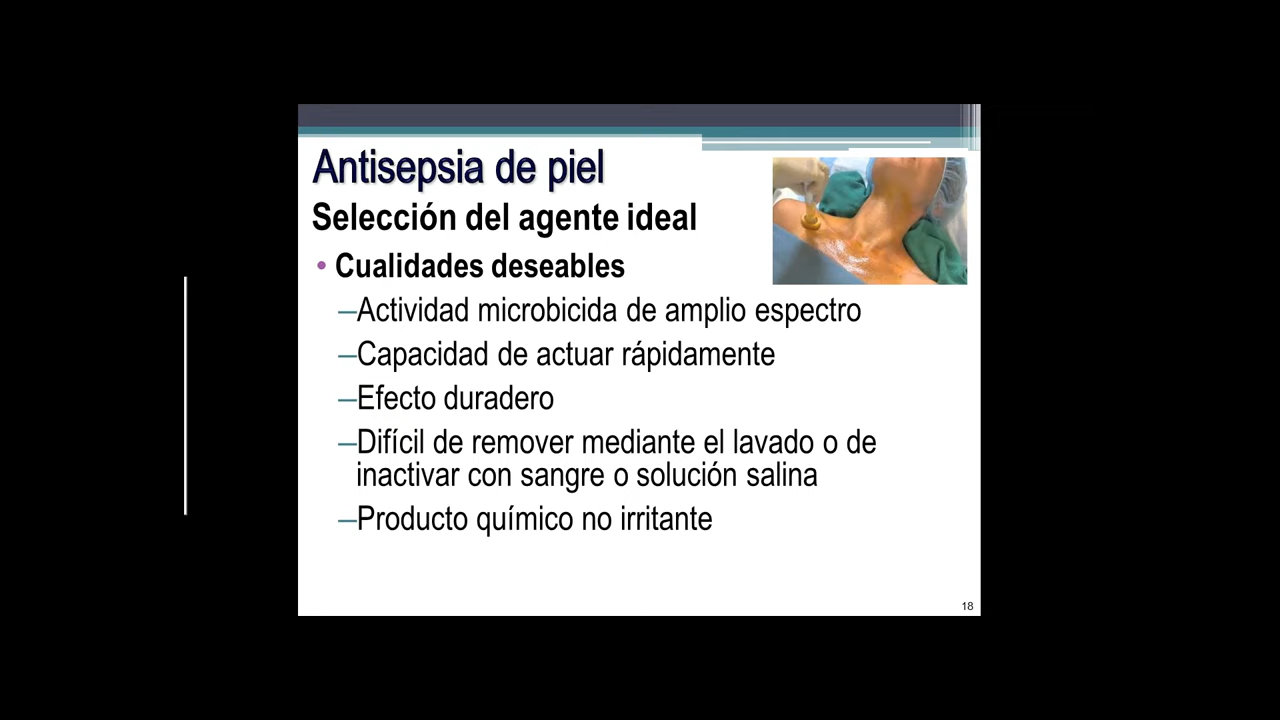 Antisepsia de piel
Selección del agente ideal
• Cualidades deseables
–Actividad microbicida de amplio espectro
–Capacidad de actuar rápidamente
–Efecto duradero
–Difícil de remover mediante el lavado o de
inactivar con sangre o solución salina
–Producto químico no irritante
18